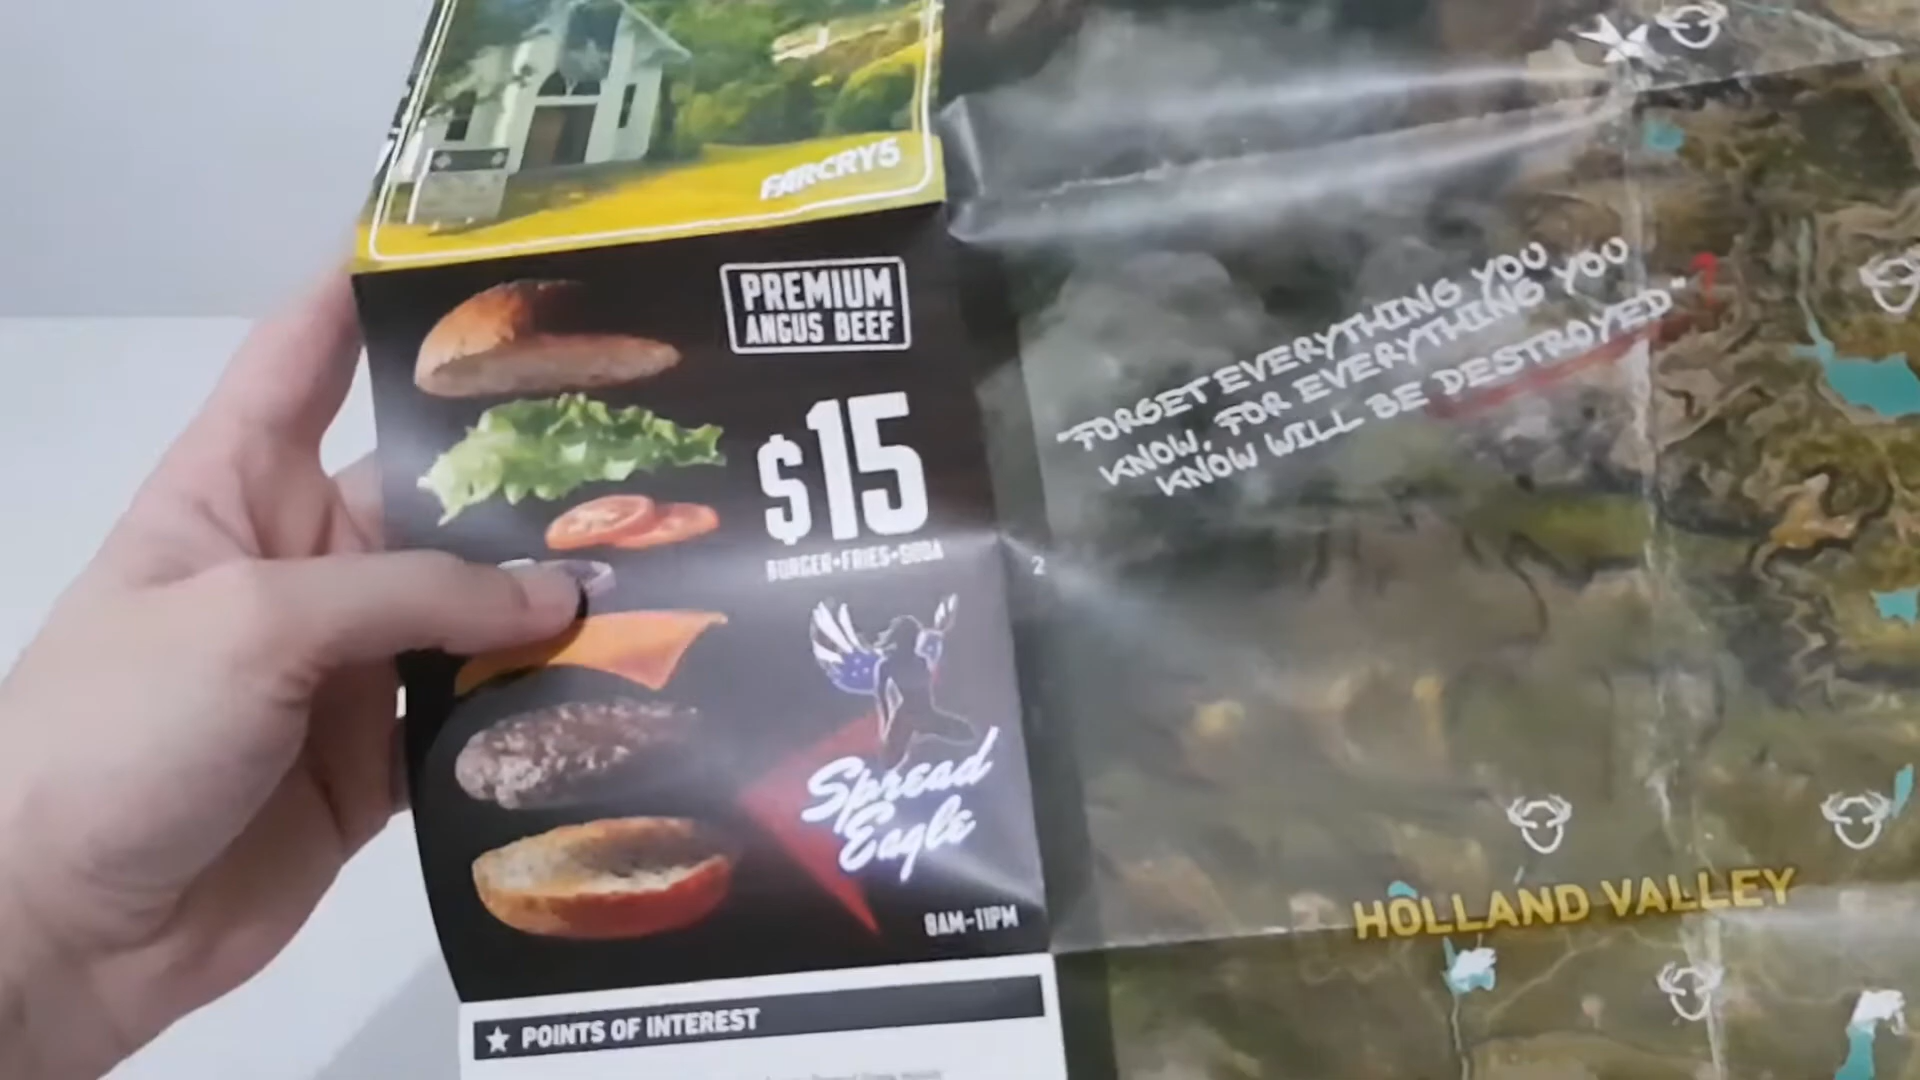 FARCRY5
PREMIUM
ANGUS BEEF
$15
BURGER+FRIES+SODA
Spread
Eagle
8AM-11PM
★ POINTS OF INTEREST
"FORGET EVERYTHING YOU
KNOW, FOR EVERYTHING YOU
KNOW WILL BE DESTROYED"?
2
HOLLAND VALLEY